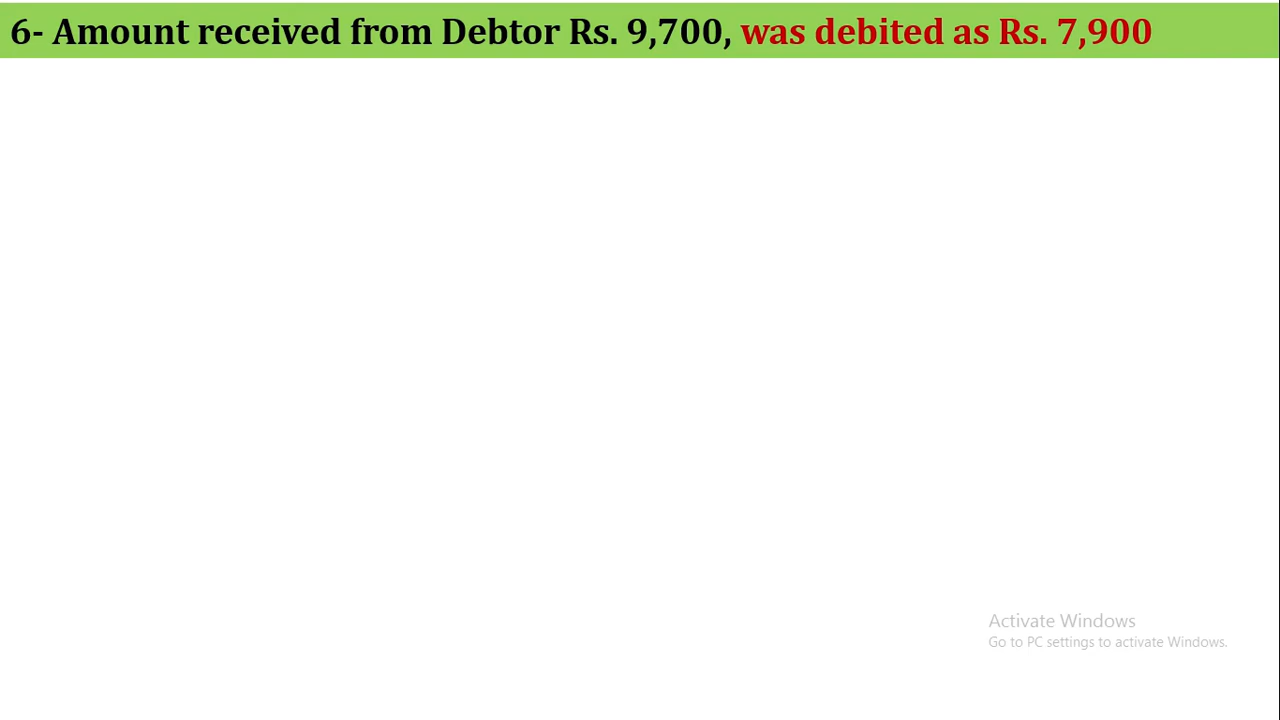 6- Amount received from Debtor Rs. 9,700, was debited as Rs. 7,900
Activate Windows
Go to PC settings to activate Windows.